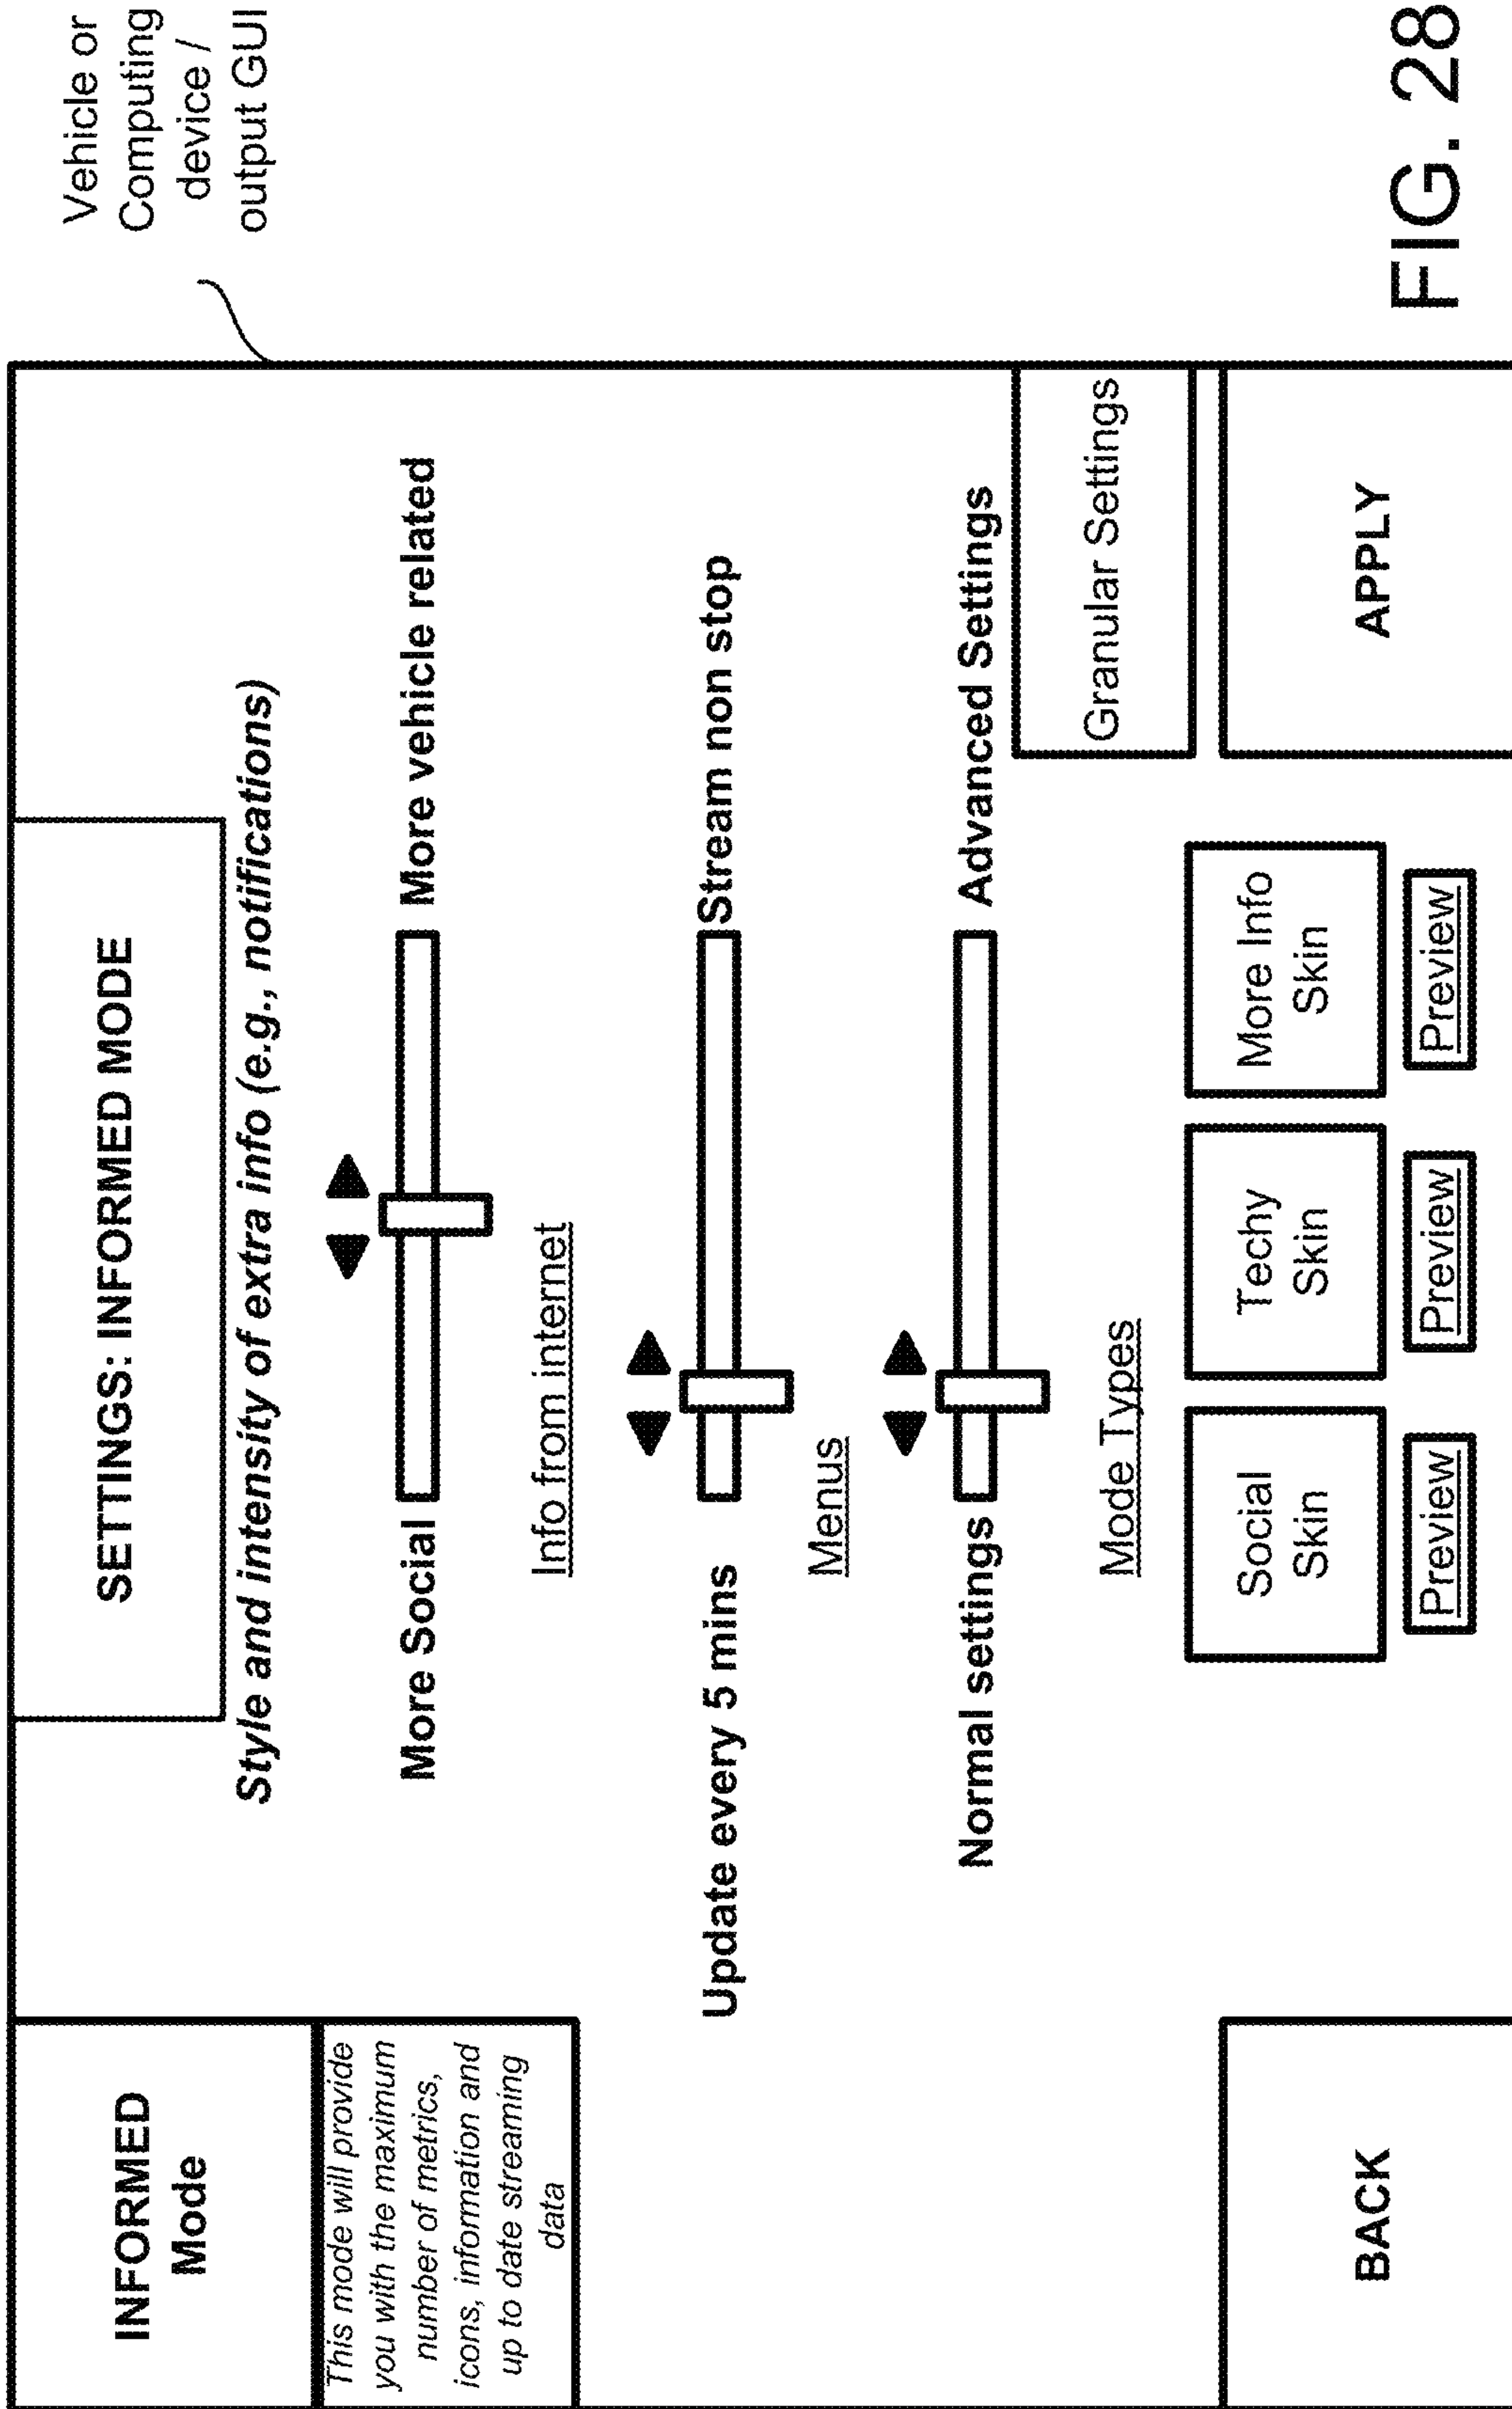 INFORMED
Mode
This mode will provide
you with the maximum
number of metrics,
icons, information and
up to date streaming
data
SETTINGS: INFORMED MODE
Style and intensity of extra info (e.g., notifications)
More Social
More vehicle related
Info from internet
Update every 5 mins
Stream non stop
Menus
Normal settings
Advanced Settings
Mode Types
Granular Settings
Social
Skin
Techy
Skin
More Info
Skin
Preview
Preview
Preview
BACK
APPLY
Vehicle or
Computing
device /
output GUI
FIG. 28